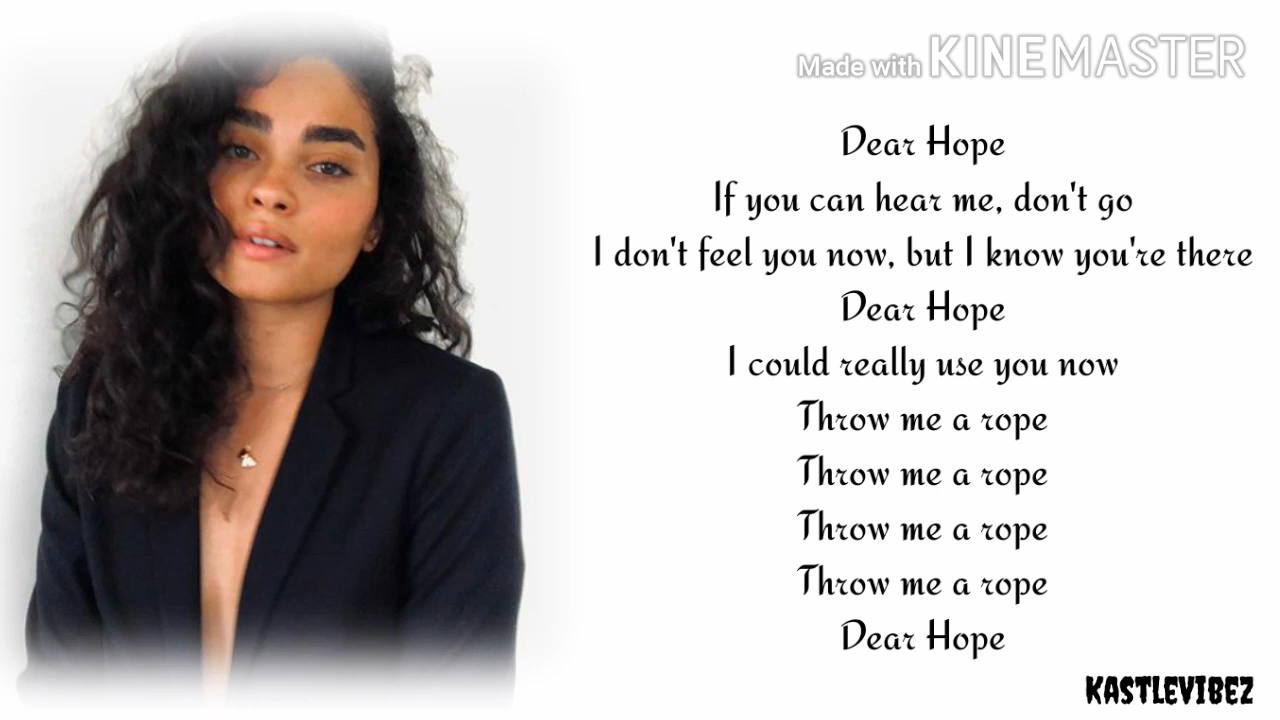 Made with KINEMASTER
Dear Hope
If you can hear me, don't go
I don't feel you now, but I know you're there
Dear Hope
I could really use you now
Throw me a rope
Throw me a rope
Throw me a rope
Throw me a rope
Dear Hope
KASTLEVIBEZ